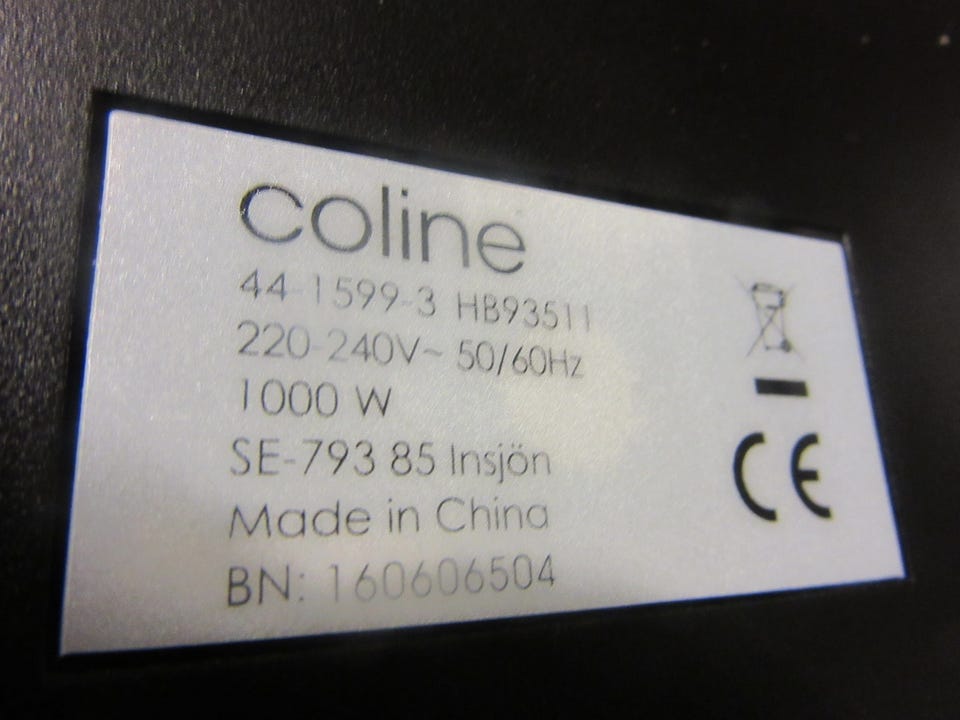 coline
44-1599-3 HB93511
220-240V~ 50/60Hz
1000 W
SE-793 85 Insjön
Made in China
BN: 160606504
CE